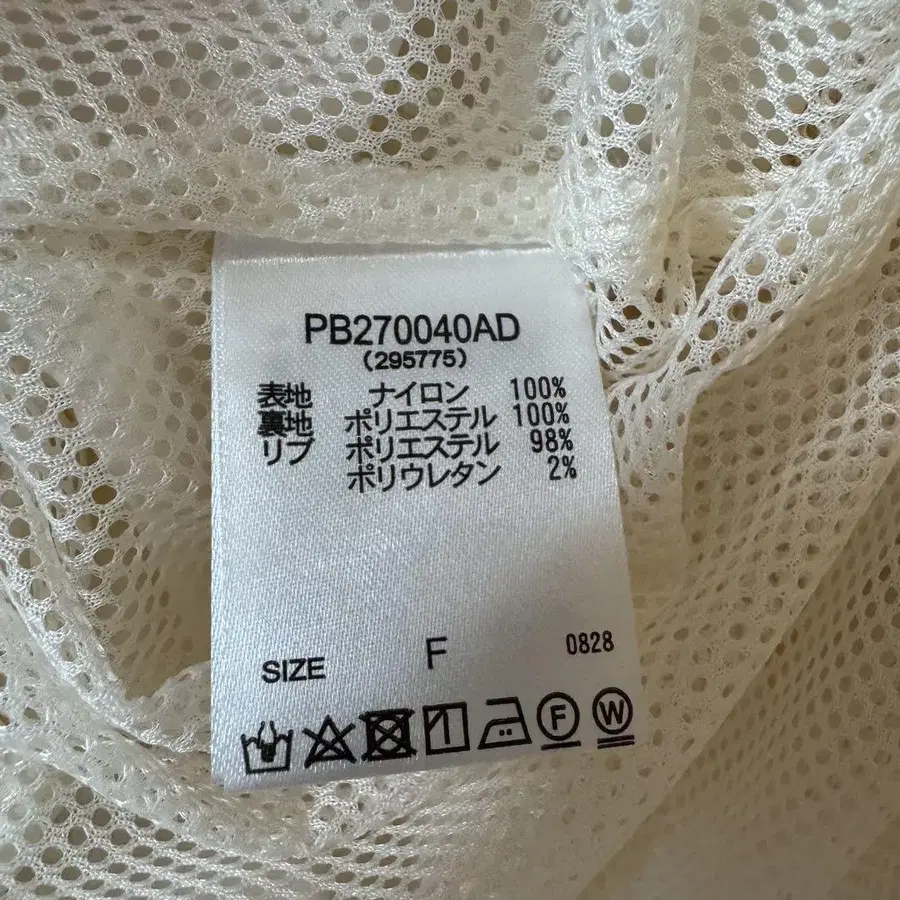 PB270040AD
(295775)
表地 ナイロン 100%
裏地 ポリエステル 100%
リブ ポリエステル 98%
ポリウレタン 2%
SIZE F 0828
F W